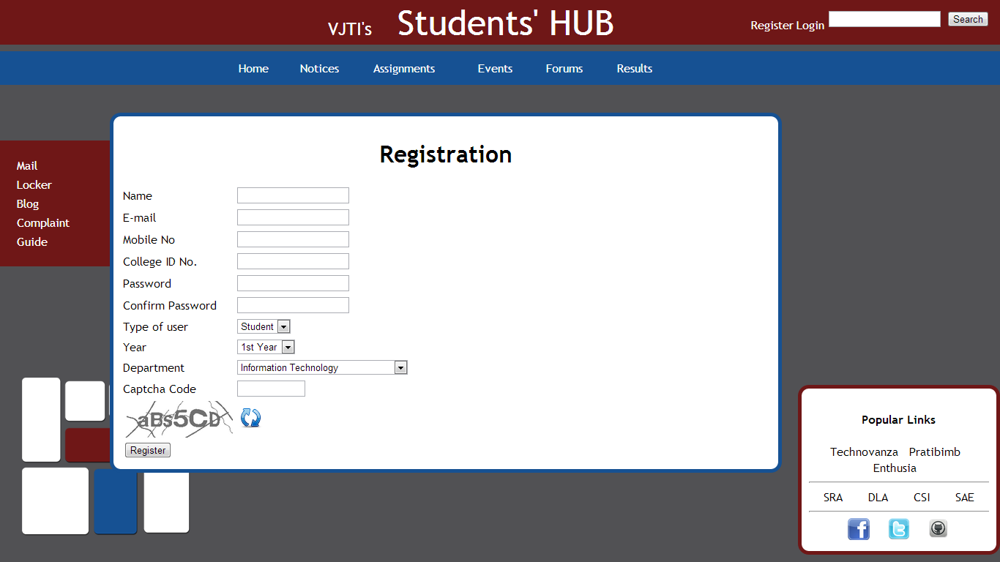 VJTI's Students' HUB
Register Login Search
Home Notices Assignments Events Forums Results
Mail
Locker
Blog
Complaint
Guide
Registration
Name
E-mail
Mobile No
College ID No.
Password
Confirm Password
Type of user Student
Year 1st Year
Department Information Technology
Captcha Code
aBs5CD
Register
Popular Links
Technovanza Pratibimb
Enthusia
SRA DLA CSI SAE